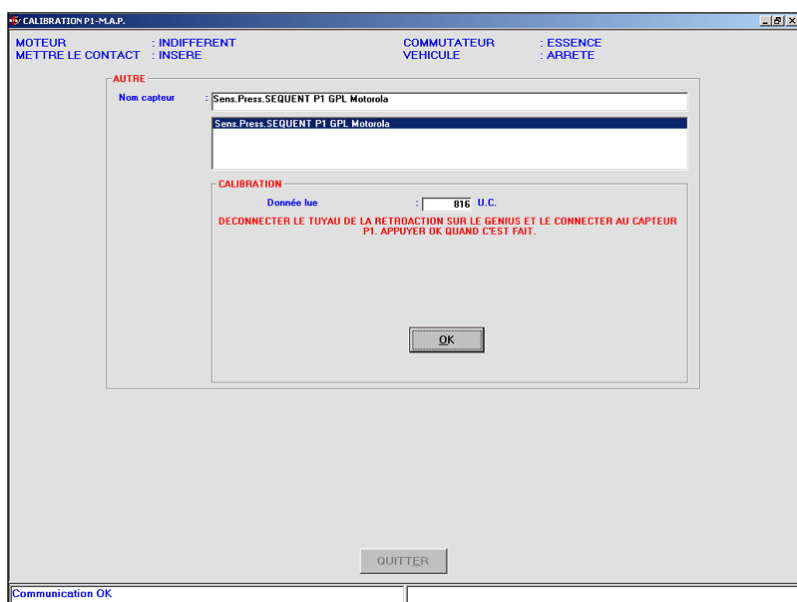 CALIBRATION P1-M.A.P.
MOTEUR : INDIFFERENT COMMUTATEUR : ESSENCE
METTRE LE CONTACT : INSERE VEHICULE : ARRETE
AUTRE
Nom capteur : Sens.Press.SEQUENT P1 GPL Motorola
Sens.Press.SEQUENT P1 GPL Motorola
CALIBRATION
Donnée lue : 816 U.C.
DECONNECTER LE TUYAU DE LA RETROACTION SUR LE GENIUS ET LE CONNECTER AU CAPTEUR
P1. APPUYER OK QUAND C'EST FAIT.
OK
QUITTER
Communication OK